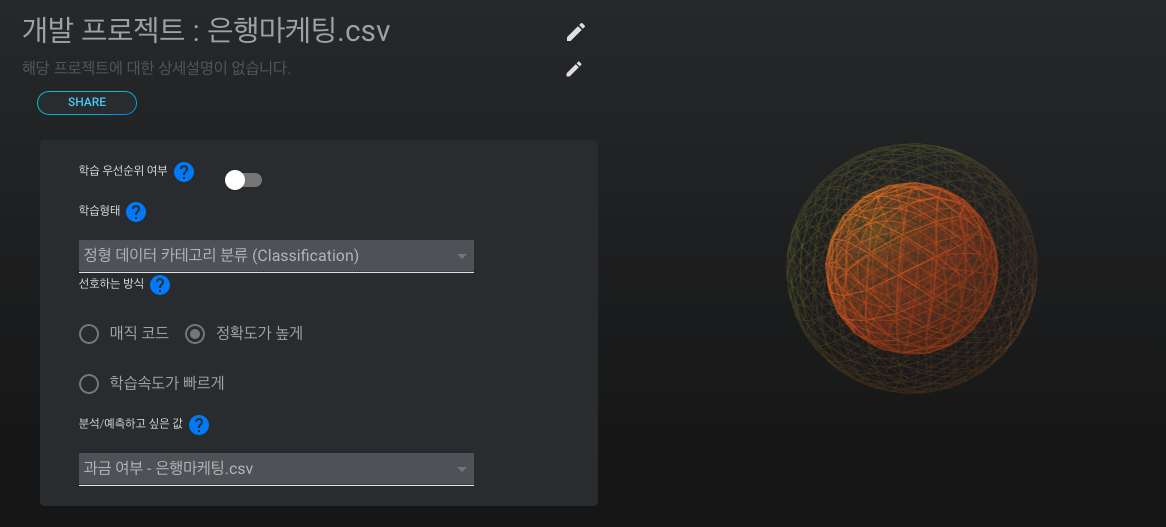 개발 프로젝트 : 은행마케팅.csv
해당 프로젝트에 대한 상세설명이 없습니다.
SHARE
학습 우선순위 여부 ?
학습형태 ?
정형 데이터 카테고리 분류 (Classification)
선호하는 방식 ?
매직 코드 정확도가 높게
학습속도가 빠르게
분석/예측하고 싶은 값 ?
과금 여부 - 은행마케팅.csv